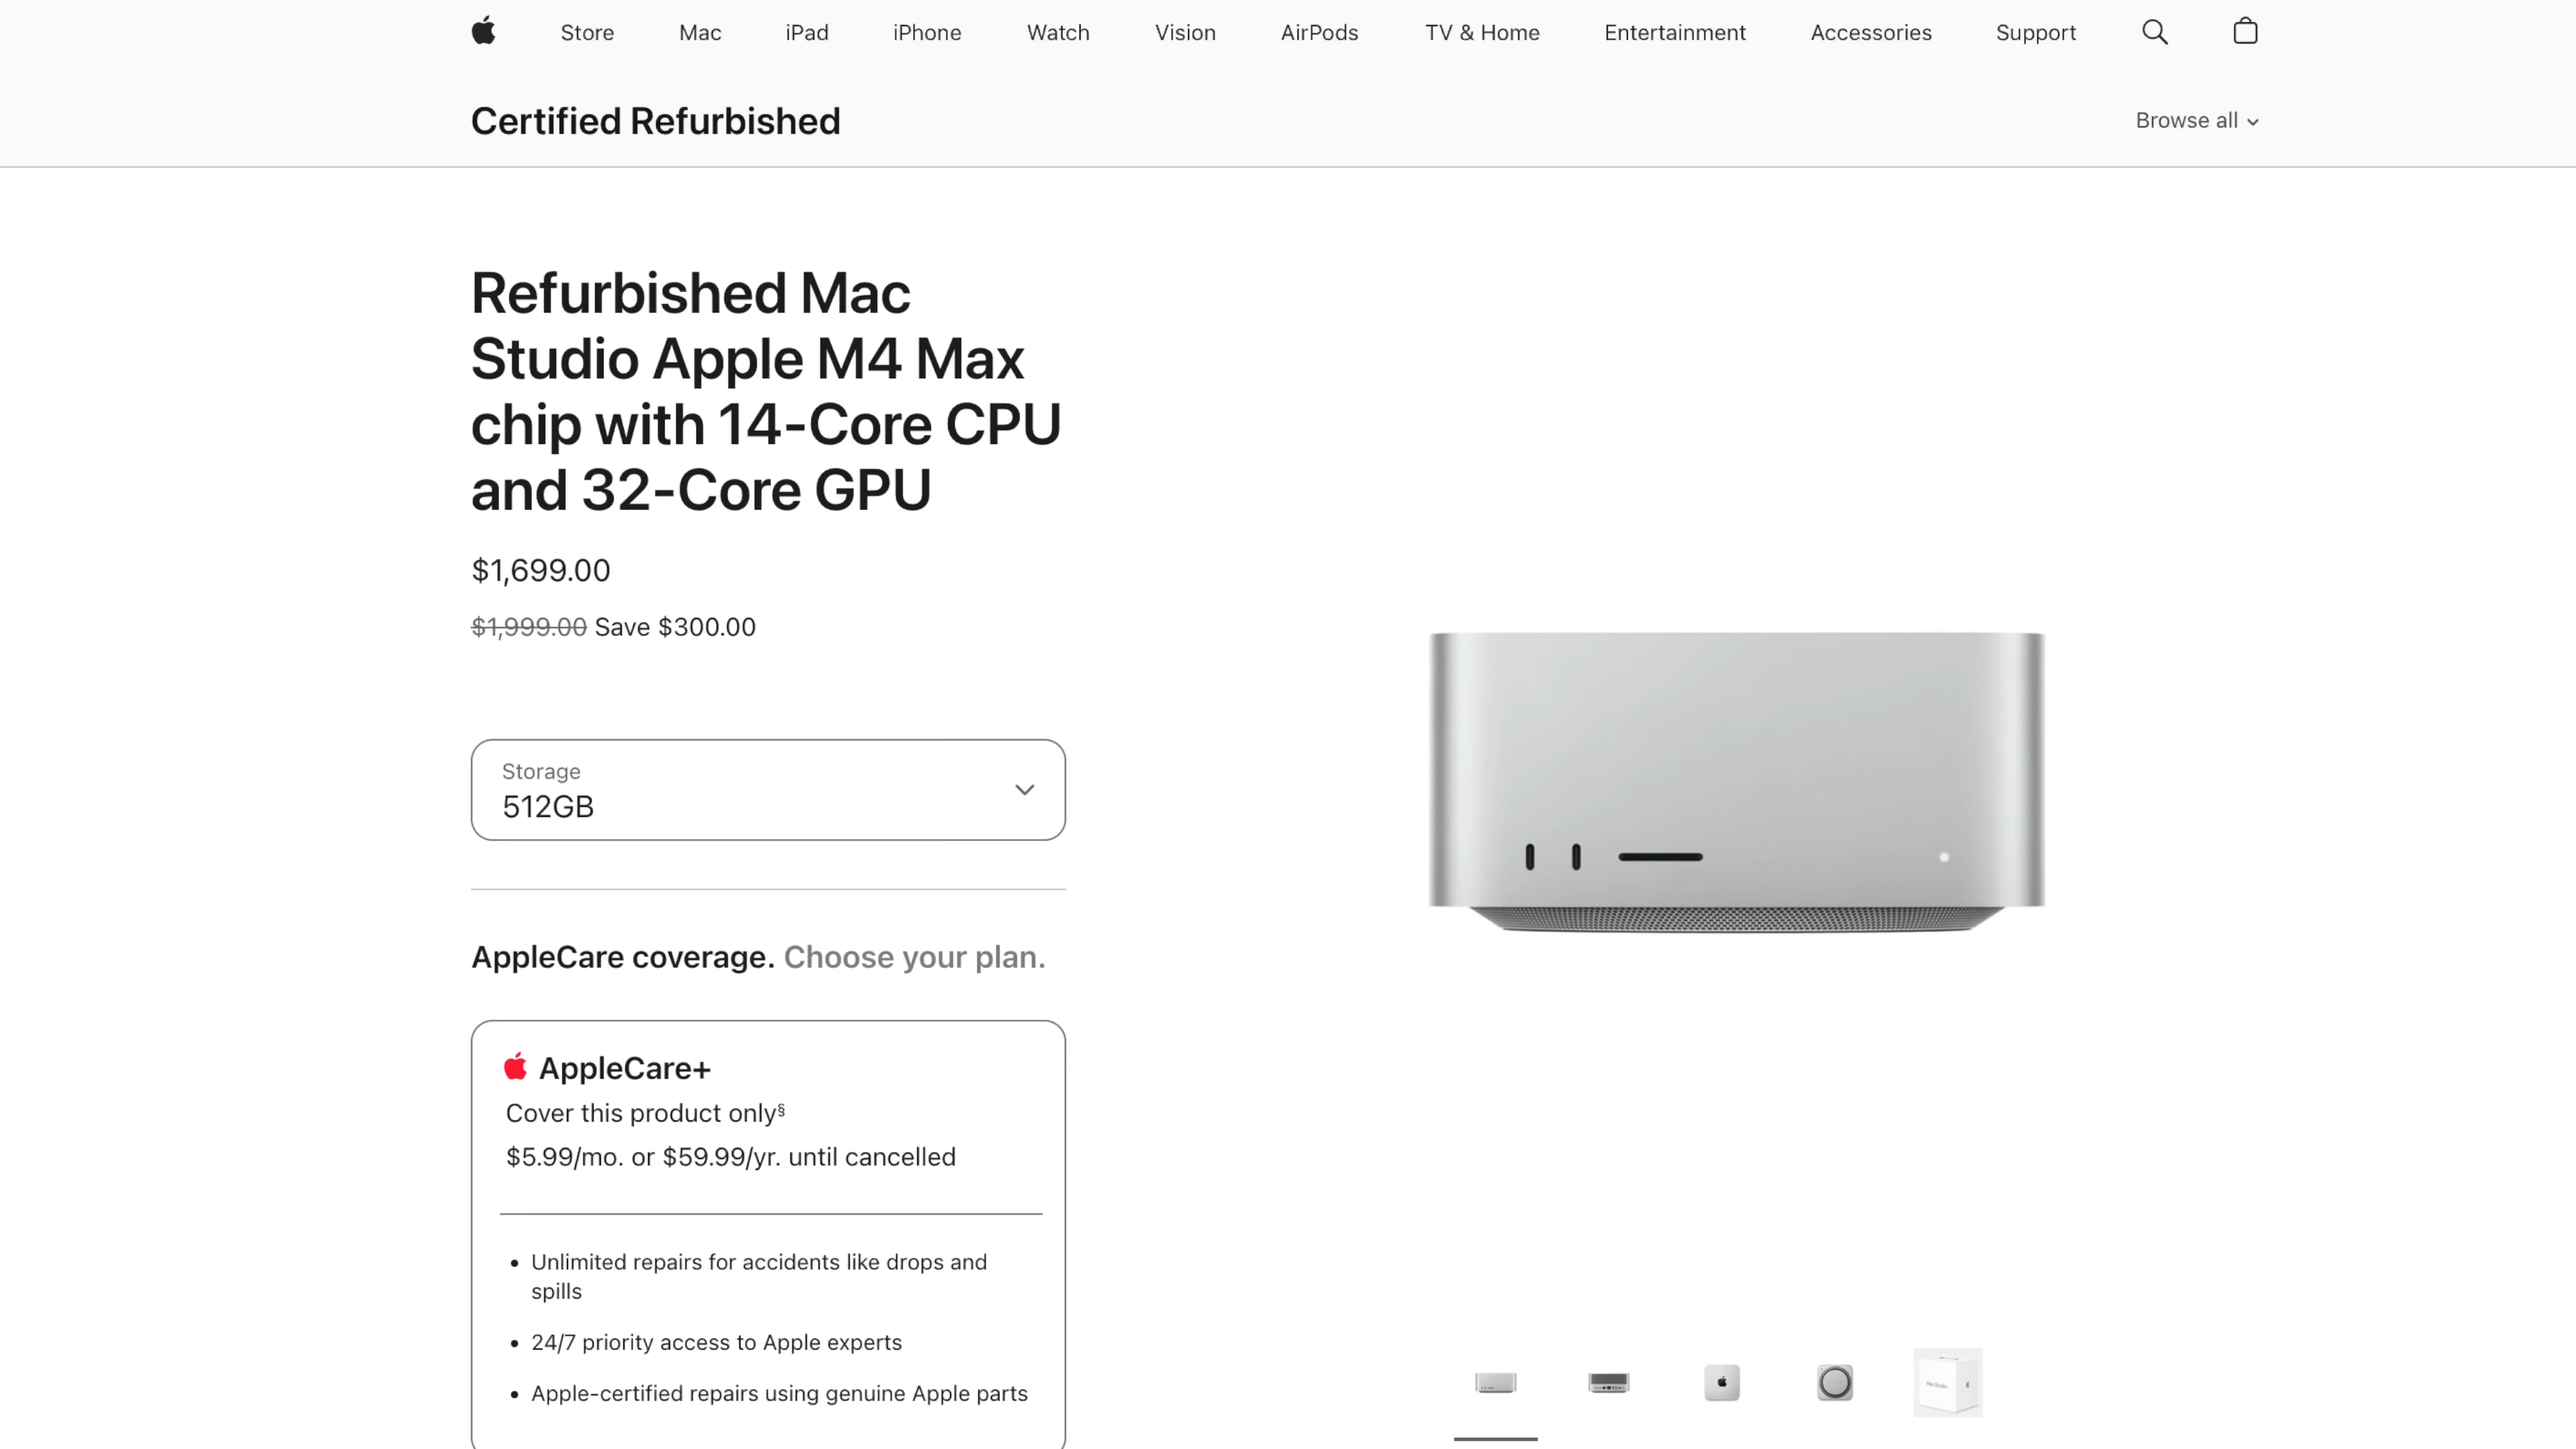 Store Mac iPad iPhone Watch Vision AirPods TV & Home Entertainment Accessories Support
Certified Refurbished
Browse all
Refurbished Mac
Studio Apple M4 Max
chip with 14-Core CPU
and 32-Core GPU
$1,699.00
$1,999.00 Save $300.00
Storage
512GB
AppleCare coverage. Choose your plan.
AppleCare+
Cover this product only§
$5.99/mo. or $59.99/yr. until cancelled
• Unlimited repairs for accidents like drops and
spills
• 24/7 priority access to Apple experts
• Apple-certified repairs using genuine Apple parts